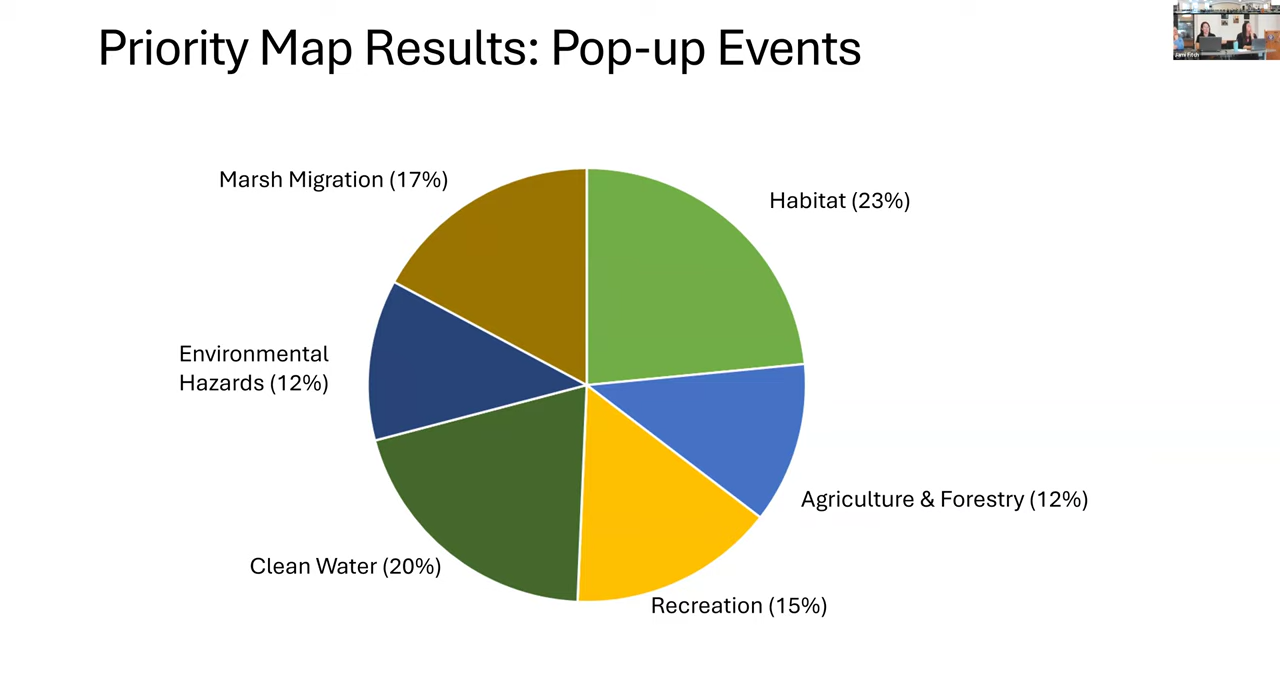 Priority Map Results: Pop-up Events
Marsh Migration (17%)
Habitat (23%)
Environmental
Hazards (12%)
Agriculture & Forestry (12%)
Clean Water (20%)
Recreation (15%)